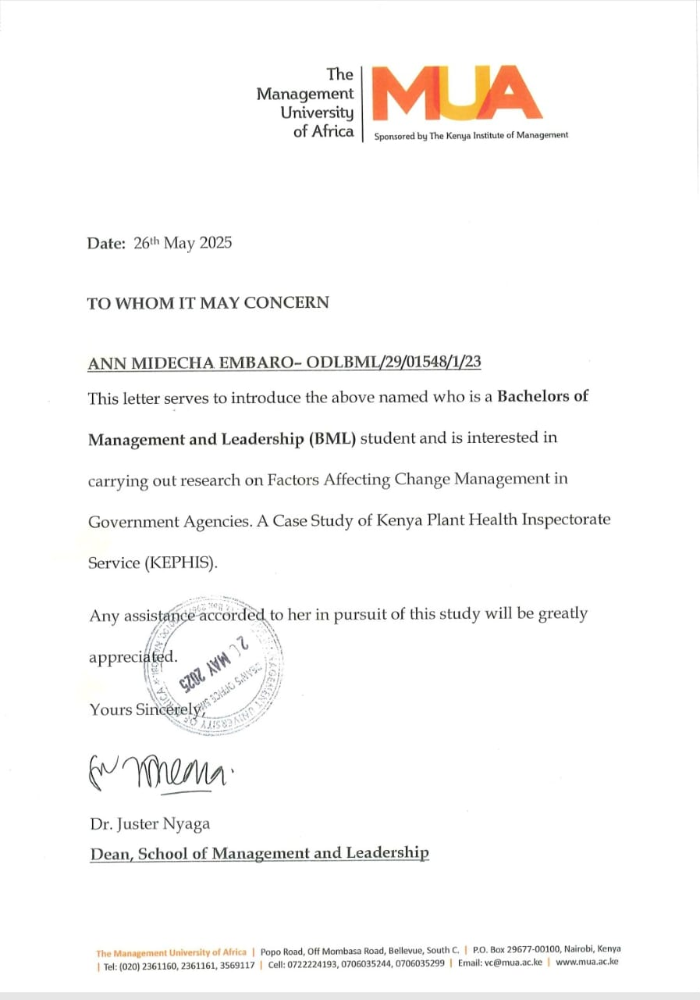 The
Management
University
of Africa
MUA
Sponsored by The Kenya Institute of Management
Date: 26th May 2025
TO WHOM IT MAY CONCERN
ANN MIDECHA EMBARO– ODLBML/29/01548/1/23
This letter serves to introduce the above named who is a Bachelors of
Management and Leadership (BML) student and is interested in
carrying out research on Factors Affecting Change Management in
Government Agencies. A Case Study of Kenya Plant Health Inspectorate
Service (KEPHIS).
Any assistance accorded to her in pursuit of this study will be greatly
appreciated.
MAY 2025
Yours Sincerely,
Dr. Juster Nyaga
Dean, School of Management and Leadership
The Management University of Africa | Popo Road, Off Mombasa Road, Bellevue, South C. | P.O. Box 29677-00100, Nairobi, Kenya
| Tel: (020) 2361160, 2361161, 3569117 | Cell: 0722224193, 0706035244, 0706035299 | Email: vc@mua.ac.ke | www.mua.ac.ke